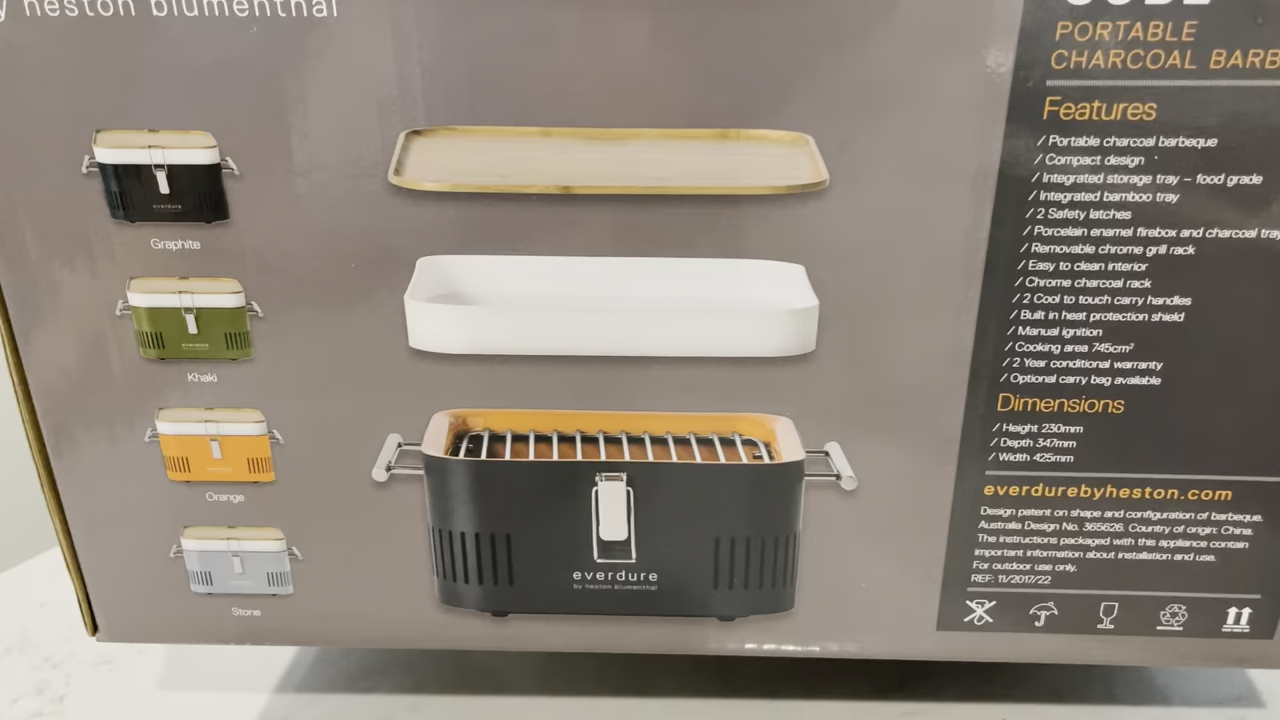 y heston blumenthal
Graphite
Khaki
Orange
Stone
everdure
by heston blumenthal
PORTABLE
CHARCOAL BARB
Features
/ Portable charcoal barbeque
/ Compact design
/ Integrated storage tray – food grade
/ Integrated bamboo tray
/ 2 Safety latches
/ Porcelain enamel firebox and charcoal tray
/ Removable chrome grill rack
/ Easy to clean interior
/ Chrome charcoal rack
/ 2 Cool to touch carry handles
/ Built in heat protection shield
/ Manual ignition
/ Cooking area 745cm²
/ 2 Year conditional warranty
/ Optional carry bag available
Dimensions
/ Height 230mm
/ Depth 347mm
/ Width 425mm
everdurebyheston.com
Design patent on shape and configuration of barbeque.
Australia Design No. 365626. Country of origin: China.
The instructions packaged with this appliance contain
important information about installation and use.
For outdoor use only.
REF: 11/2017/22